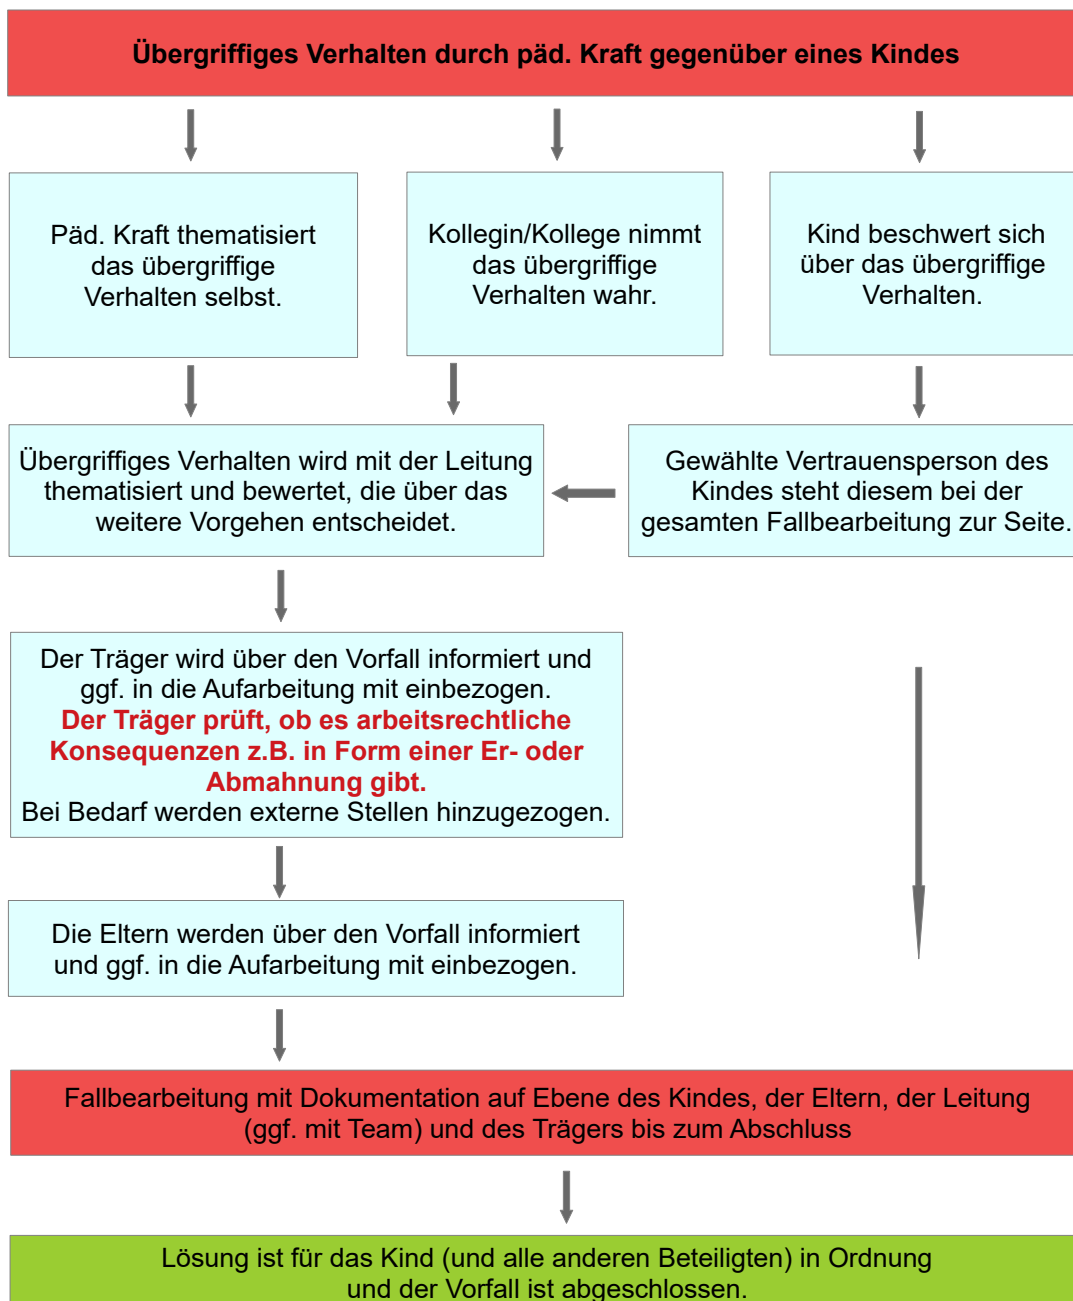 Übergriffiges Verhalten durch päd. Kraft gegenüber eines Kindes
Päd. Kraft thematisiert
das übergriffige
Verhalten selbst.
Kollegin/Kollege nimmt
das übergriffige
Verhalten wahr.
Kind beschwert sich
über das übergriffige
Verhalten.
Übergriffiges Verhalten wird mit der Leitung
thematisiert und bewertet, die über das
weitere Vorgehen entscheidet.
Gewählte Vertrauensperson des
Kindes steht diesem bei der
gesamten Fallbearbeitung zur Seite.
Der Träger wird über den Vorfall informiert und
ggf. in die Aufarbeitung mit einbezogen.
Der Träger prüft, ob es arbeitsrechtliche
Konsequenzen z.B. in Form einer Er- oder
Abmahnung gibt.
Bei Bedarf werden externe Stellen hinzugezogen.
Die Eltern werden über den Vorfall informiert
und ggf. in die Aufarbeitung mit einbezogen.
Fallbearbeitung mit Dokumentation auf Ebene des Kindes, der Eltern, der Leitung
(ggf. mit Team) und des Trägers bis zum Abschluss
Lösung ist für das Kind (und alle anderen Beteiligten) in Ordnung
und der Vorfall ist abgeschlossen.